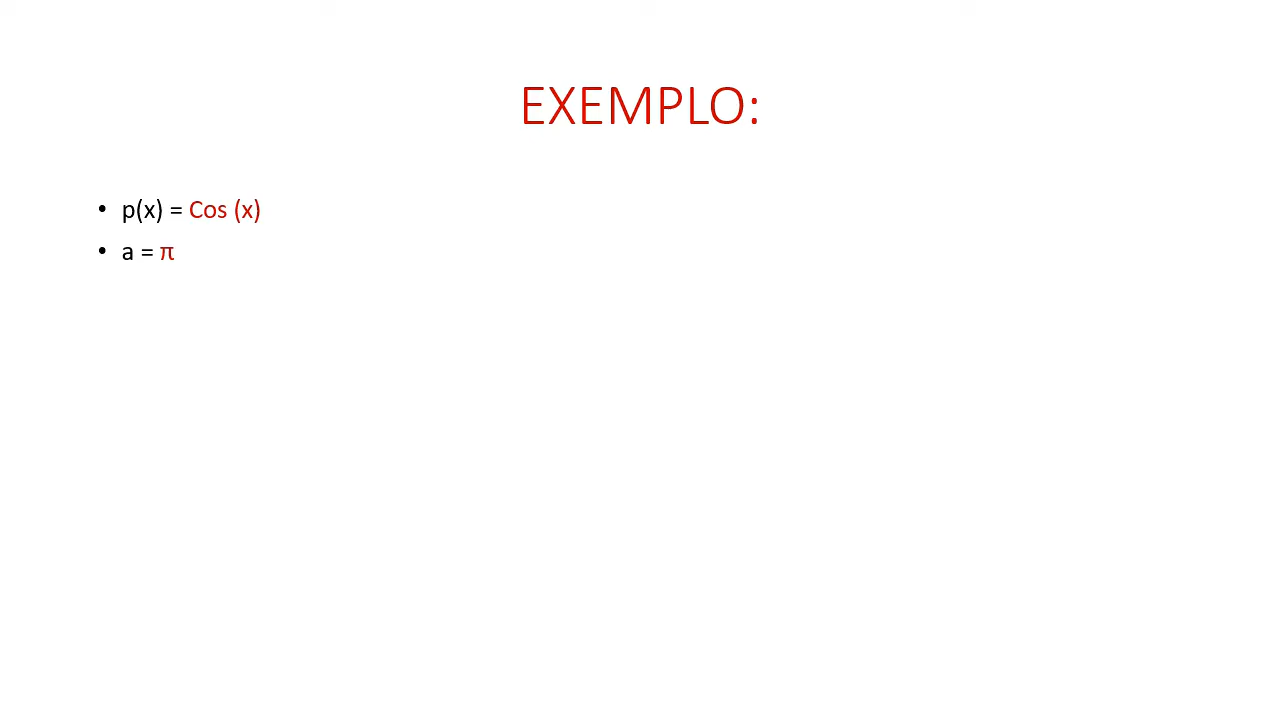 EXEMPLO:
• p(x) = Cos (x)
• a = π